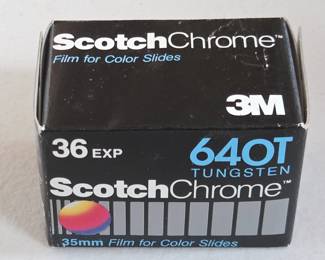 ScotchChrome™
Film for Color Slides
3M
36 EXP
640T
TUNGSTEN
ScotchChrome™
35mm Film for Color Slides